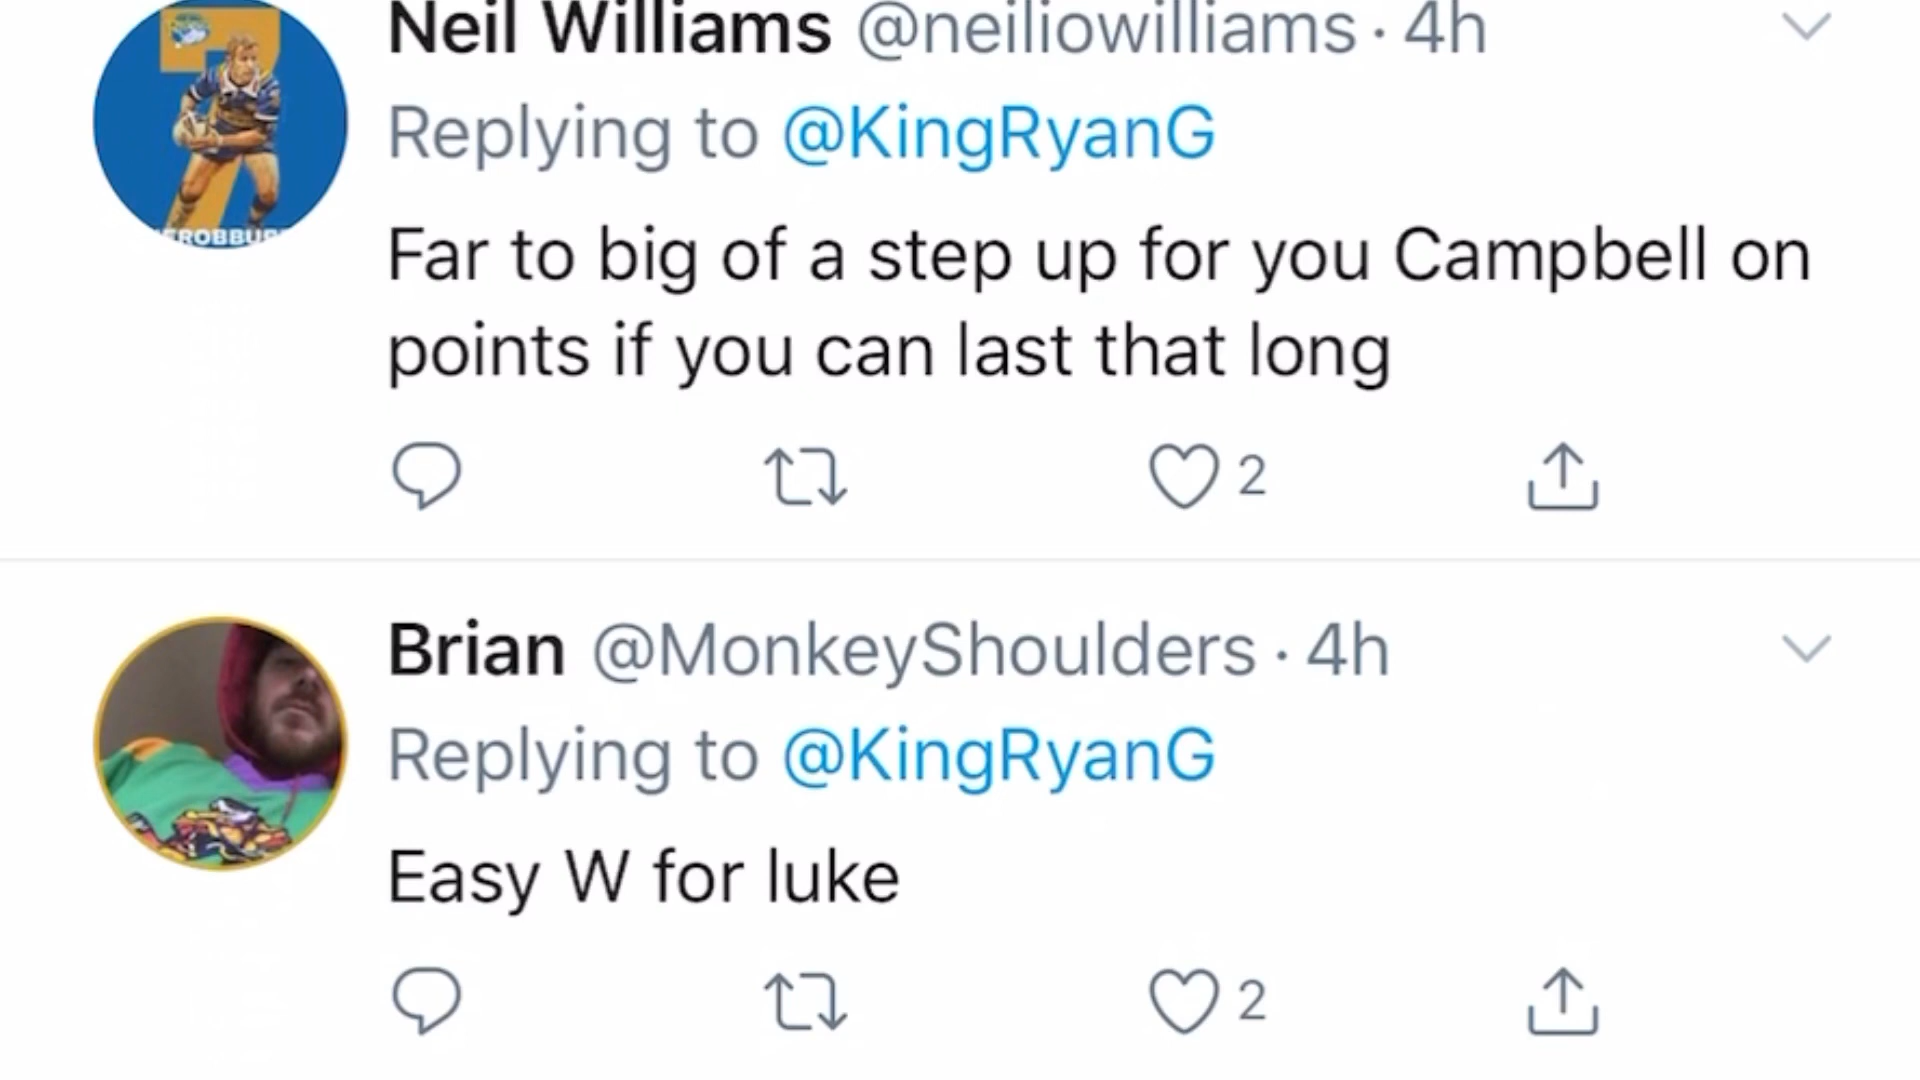 Neil Williams @neiliowilliams · 4h
Replying to @KingRyanG
Far to big of a step up for you Campbell on
points if you can last that long
2
Brian @MonkeyShoulders · 4h
Replying to @KingRyanG
Easy W for luke
2